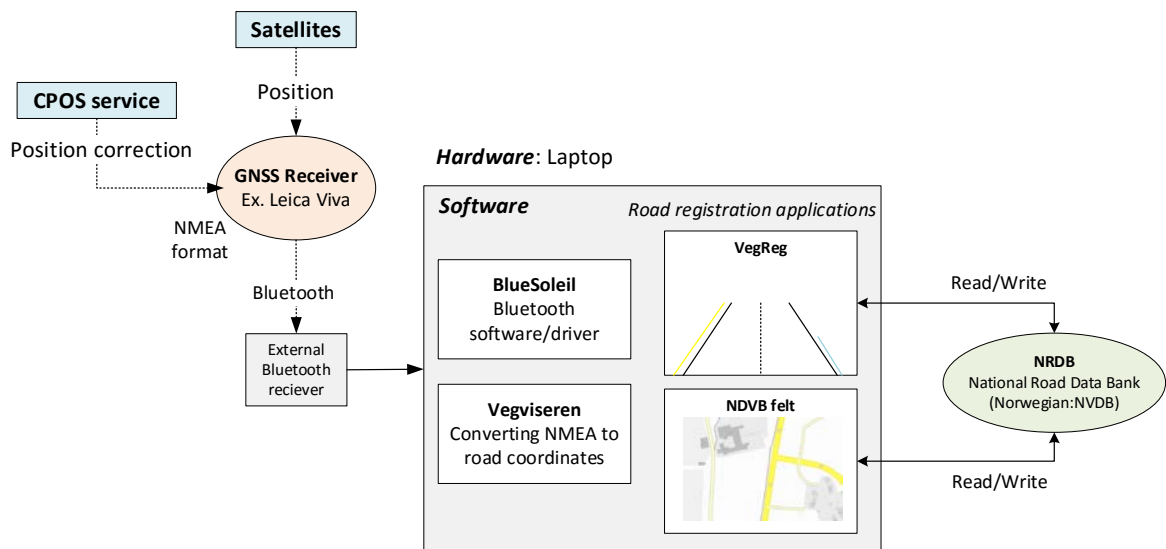 Satellites
CPOS service
Position
Position correction
GNSS Receiver
Ex. Leica Viva
NMEA
format
Bluetooth
External
Bluetooth
reciever
Hardware: Laptop
Software
Road registration applications
BlueSoleil
Bluetooth
software/driver
Vegviseren
Converting NMEA to
road coordinates
VegReg
NDVB felt
Read/Write
NRDB
National Road Data Bank
(Norwegian:NVDB)
Read/Write